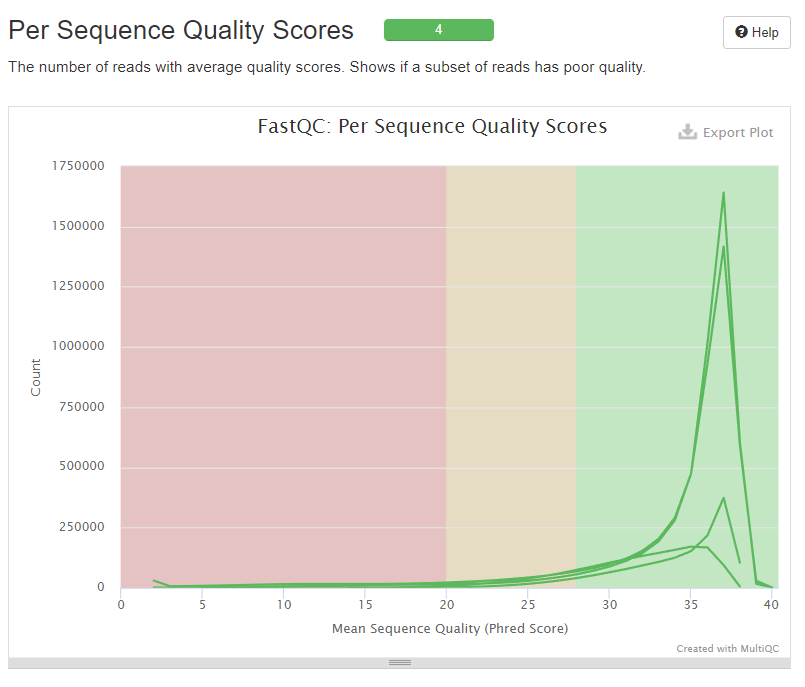 Per Sequence Quality Scores
4
Help
The number of reads with average quality scores. Shows if a subset of reads has poor quality.
FastQC: Per Sequence Quality Scores
Export Plot
1750000
1500000
1250000
1000000
750000
500000
250000
0
Count
0 5 10 15 20 25 30 35 40
Mean Sequence Quality (Phred Score)
Created with MultiQC